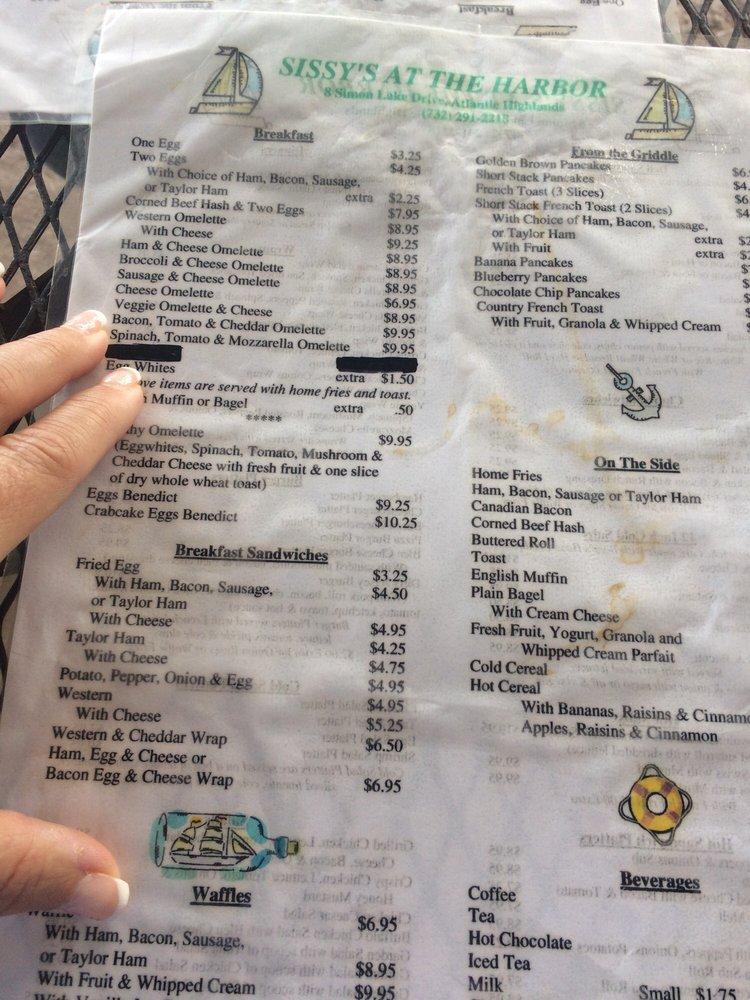 SISSY'S AT THE HARBOR
8 Simon Lake Drive, Atlantic Highlands
(732) 291-2218
Breakfast
One Egg $3.25
Two Eggs $4.25
With Choice of Ham, Bacon, Sausage,
or Taylor Ham extra $2.25
Corned Beef Hash & Two Eggs $7.95
Western Omelette $8.95
With Cheese $9.25
Ham & Cheese Omelette $8.95
Broccoli & Cheese Omelette $8.95
Sausage & Cheese Omelette $8.95
Cheese Omelette $6.95
Veggie Omelette & Cheese $8.95
Bacon, Tomato & Cheddar Omelette $9.95
Spinach, Tomato & Mozzarella Omelette $9.95
Egg Whites extra $1.50
items are served with home fries and toast.
Muffin or Bagel extra .50
*****
Omelette $9.95
(Eggwhites, Spinach, Tomato, Mushroom &
Cheddar Cheese with fresh fruit & one slice
of dry whole wheat toast)
Eggs Benedict $9.25
Crabcake Eggs Benedict $10.25
Breakfast Sandwiches
Fried Egg $3.25
With Ham, Bacon, Sausage, $4.50
or Taylor Ham
With Cheese $4.95
Taylor Ham $4.25
With Cheese $4.75
Potato, Pepper, Onion & Egg $4.95
Western $4.95
With Cheese $5.25
Western & Cheddar Wrap $6.50
Ham, Egg & Cheese or
Bacon Egg & Cheese Wrap $6.95
Waffles
Waffle $6.95
With Ham, Bacon, Sausage,
or Taylor Ham $8.95
With Fruit & Whipped Cream $9.95
From the Griddle
Golden Brown Pancakes
Short Stack Pancakes
French Toast (3 Slices)
Short Stack French Toast (2 Slices)
With Choice of Ham, Bacon, Sausage,
or Taylor Ham extra
With Fruit extra
Banana Pancakes
Blueberry Pancakes
Chocolate Chip Pancakes
Country French Toast
With Fruit, Granola & Whipped Cream
On The Side
Home Fries
Ham, Bacon, Sausage or Taylor Ham
Canadian Bacon
Corned Beef Hash
Buttered Roll
Toast
English Muffin
Plain Bagel
With Cream Cheese
Fresh Fruit, Yogurt, Granola and
Whipped Cream Parfait
Cold Cereal
Hot Cereal
With Bananas, Raisins & Cinnamo
Apples, Raisins & Cinnamon
Beverages
Coffee
Tea
Hot Chocolate
Iced Tea
Milk Small $1.75